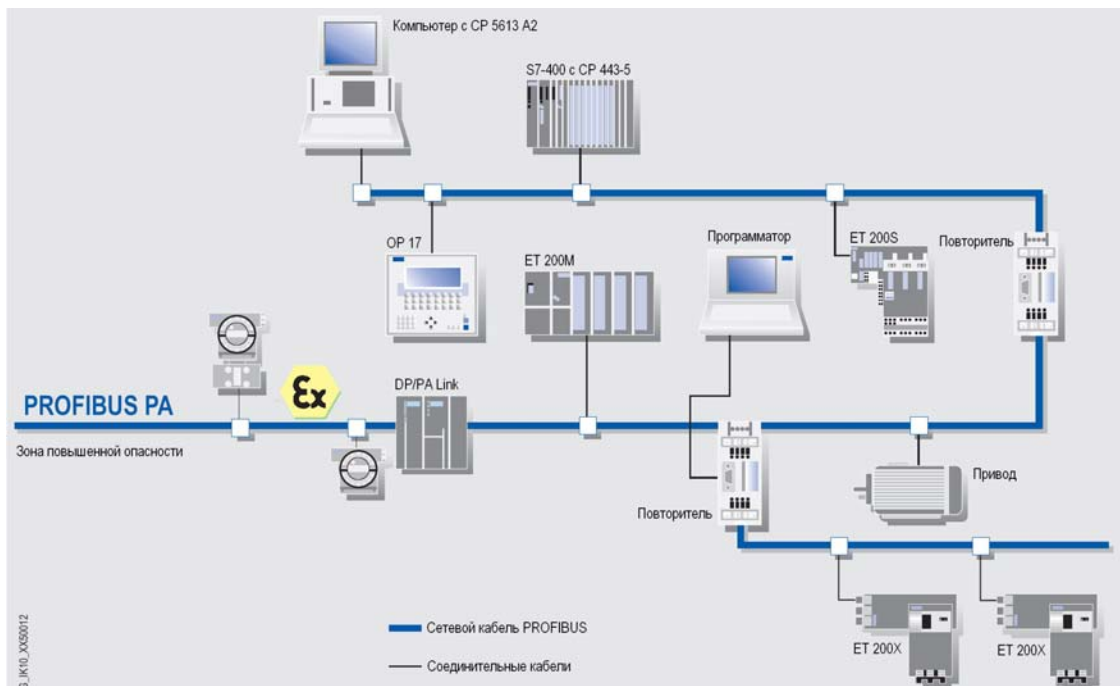 Компьютер с CP 5613 A2
S7-400 с CP 443-5
OP 17
ET 200M
Программатор
ET 200S
Повторитель
DP/PA Link
Ex
PROFIBUS PA
Зона повышенной опасности
Повторитель
Привод
ET 200X
ET 200X
Сетевой кабель PROFIBUS
Соединительные кабели